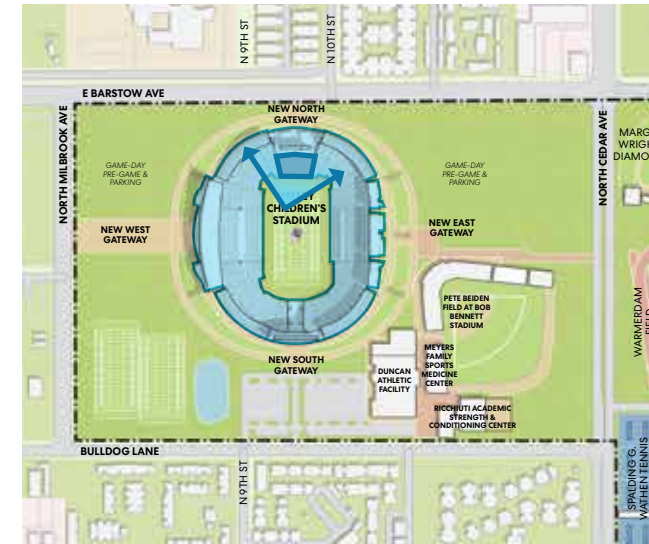 N 9TH ST
N 10TH ST
E BARSTOW AVE
NORTH MILBROOK AVE
NORTH CEDAR AVE
NEW NORTH
GATEWAY
GAME-DAY
PRE-GAME &
PARKING
GAME-DAY
PRE-GAME &
PARKING
CHILDREN'S
STADIUM
NEW WEST
GATEWAY
NEW EAST
GATEWAY
PETE BEIDEN
FIELD AT BOB
BENNETT
STADIUM
NEW SOUTH
GATEWAY
DUNCAN
ATHLETIC
FACILITY
MEYERS
FAMILY
SPORTS
MEDICINE
CENTER
RICCHIUTI ACADEMIC
STRENGTH &
CONDITIONING CENTER
WARMERDAM
BULLDOG LANE
N 9TH ST
SPALDING G.
WATHEN TENNIS